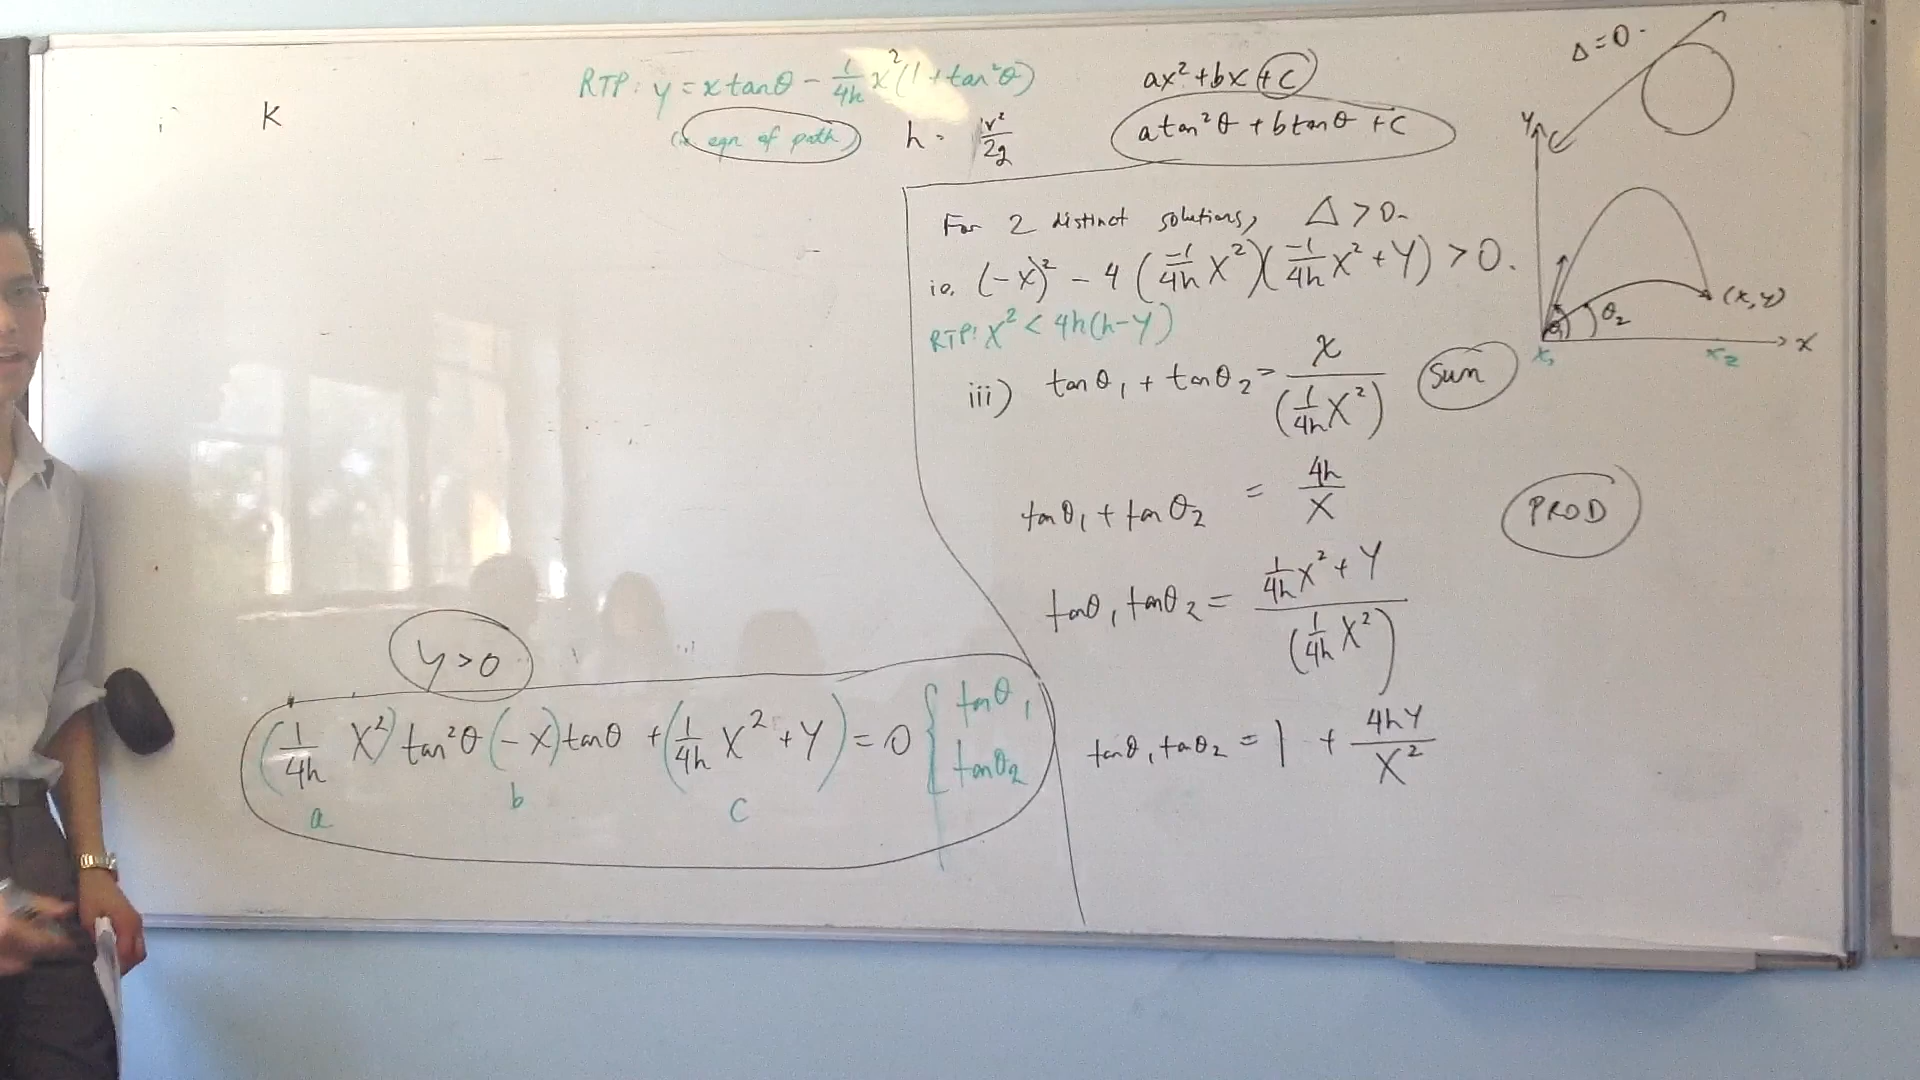 RTP: y = x tanθ - 1/4h x²(1 + tan²θ)
(ie eqn of path)
h = v²/2g
K
ax² + bx + c
a tan²θ + b tanθ + c
Δ = 0.
For 2 distinct solutions, Δ > 0.
ie. (-X)² - 4 (-1/4h X²)(-1/4h X² + Y) > 0.
RTP: X² < 4h(h-Y)
iii) tanθ₁ + tanθ₂ = X/(1/4h X²)
SUM
tanθ₁ + tanθ₂ = 4h/X
PROD
tanθ₁ tanθ₂ = (1/4h X² + Y)/(1/4h X²)
tanθ₁ tanθ₂ = 1 + 4hY/X²
Y
(X, Y)
θ₁
θ₂
x
x₁
x₂
y > 0
(1/4h X²) tan²θ (-X) tanθ + (1/4h X² + Y) = 0 { tanθ₁
tanθ₂
a b c